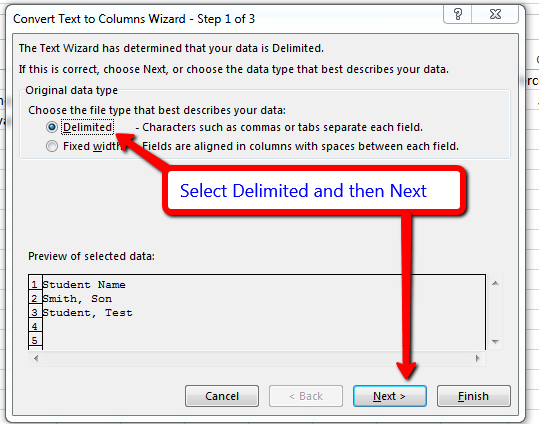 Convert Text to Columns Wizard - Step 1 of 3
The Text Wizard has determined that your data is Delimited.
If this is correct, choose Next, or choose the data type that best describes your data.
Original data type
Choose the file type that best describes your data:
Delimited - Characters such as commas or tabs separate each field.
Fixed width - Fields are aligned in columns with spaces between each field.
Select Delimited and then Next
Preview of selected data:
1 Student Name
2 Smith, Son
3 Student, Test
4
5
Cancel < Back Next > Finish